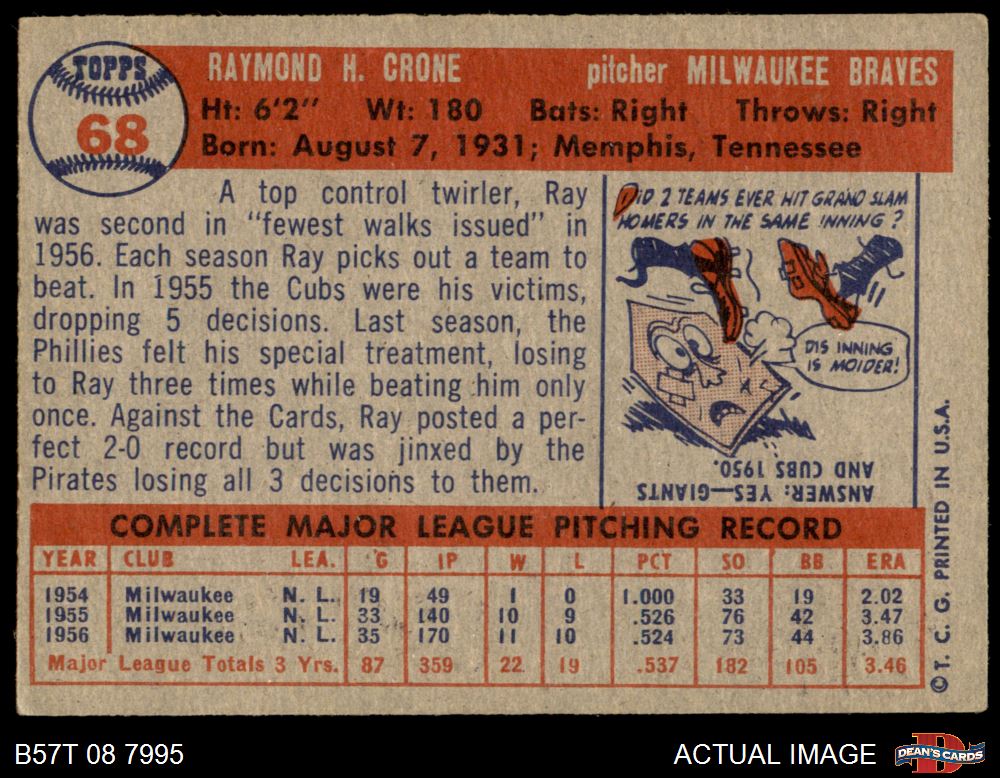 TOPPS
68
RAYMOND H. CRONE pitcher MILWAUKEE BRAVES
Ht: 6'2" Wt: 180 Bats: Right Throws: Right
Born: August 7, 1931; Memphis, Tennessee
A top control twirler, Ray
was second in "fewest walks issued" in
1956. Each season Ray picks out a team to
beat. In 1955 the Cubs were his victims,
dropping 5 decisions. Last season, the
Phillies felt his special treatment, losing
to Ray three times while beating him only
once. Against the Cards, Ray posted a per-
fect 2-0 record but was jinxed by the
Pirates losing all 3 decisions to them.
DID 2 TEAMS EVER HIT GRAND SLAM
HOMERS IN THE SAME INNING?
DIS INNING
IS MOIDER!
ANSWER: YES—GIANTS
AND CUBS 1950.
COMPLETE MAJOR LEAGUE PITCHING RECORD
YEAR CLUB LEA. G IP W L PCT SO BB ERA
1954 Milwaukee N. L. 19 49 1 0 1.000 33 19 2.02
1955 Milwaukee N. L. 33 140 10 9 .526 76 42 3.47
1956 Milwaukee N. L. 35 170 11 10 .524 73 44 3.86
Major League Totals 3 Yrs. 87 359 22 19 .537 182 105 3.46
© T. C. G. PRINTED IN U.S.A.
B57T 08 7995 ACTUAL IMAGE
DEAN'S CARDS